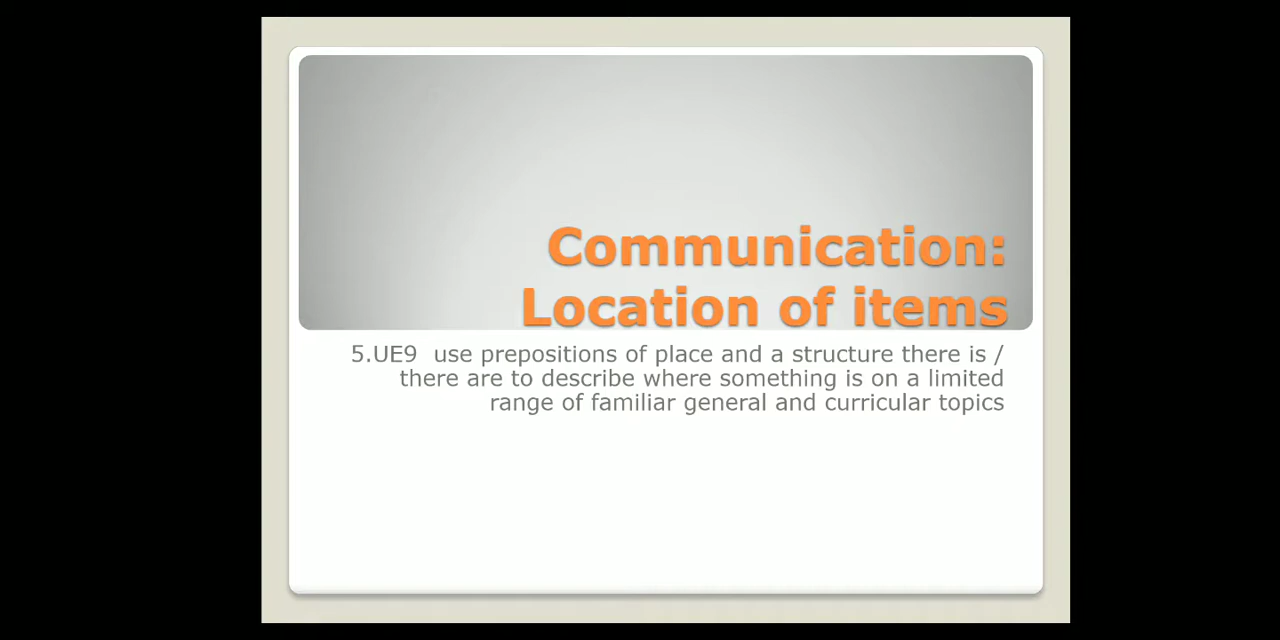 Communication:
Location of items
5.UE9 use prepositions of place and a structure there is /
there are to describe where something is on a limited
range of familiar general and curricular topics